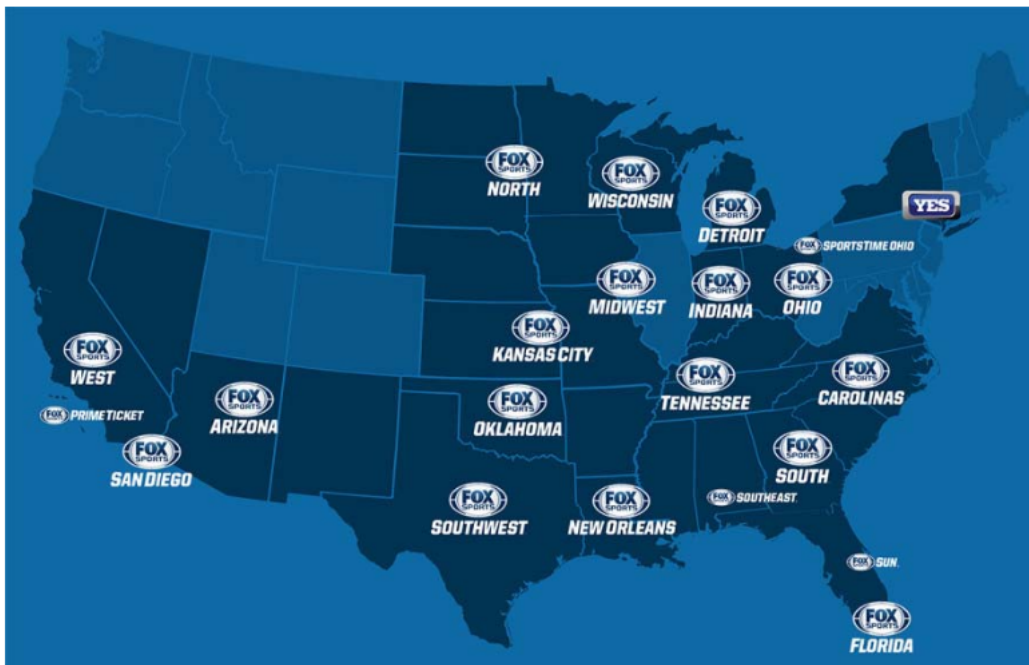 FOX
SPORTS
NORTH
FOX
SPORTS
WISCONSIN
FOX
SPORTS
DETROIT
YES
FOX SPORTSTIME OHIO
FOX
SPORTS
MIDWEST
FOX
SPORTS
INDIANA
FOX
SPORTS
OHIO
FOX
SPORTS
KANSAS CITY
FOX
SPORTS
WEST
FOX
SPORTS
TENNESSEE
FOX
SPORTS
CAROLINAS
FOX PRIME TICKET
FOX
SPORTS
ARIZONA
FOX
SPORTS
OKLAHOMA
FOX
SPORTS
SAN DIEGO
FOX
SPORTS
SOUTH
FOX
SPORTS
SOUTHWEST
FOX
SPORTS
NEW ORLEANS
FOX SOUTHEAST
FOX SUN
FOX
SPORTS
FLORIDA